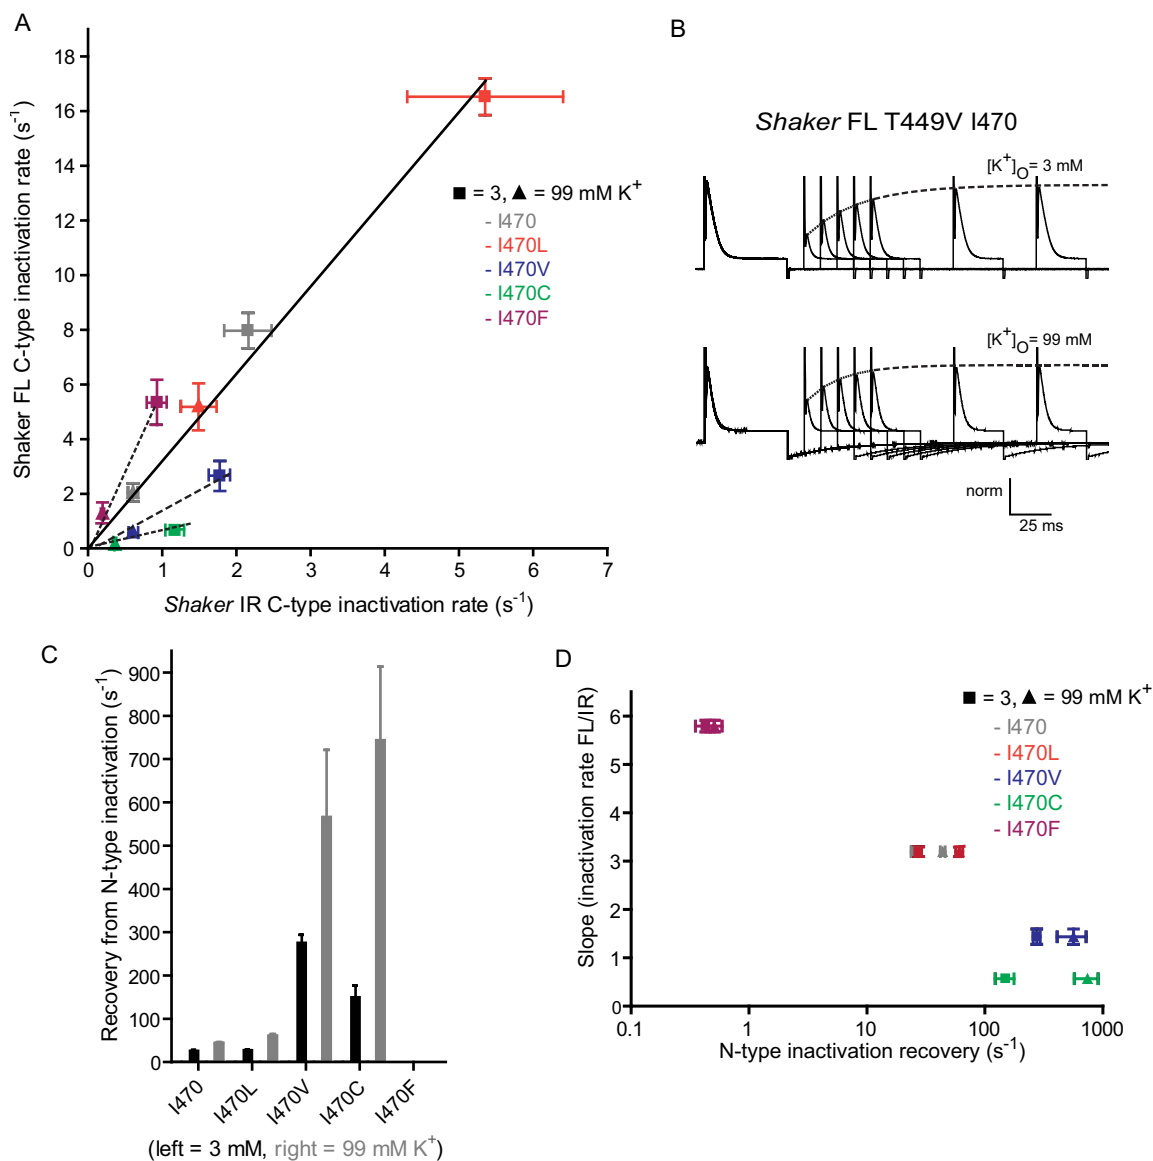 A
Shaker FL C-type inactivation rate (s-1)
18
16
14
12
10
8
6
4
2
0
0 1 2 3 4 5 6 7
Shaker IR C-type inactivation rate (s-1)
■ = 3, ▲ = 99 mM K+
- I470
- I470L
- I470V
- I470C
- I470F
B
Shaker FL T449V I470
[K+]O= 3 mM
[K+]O= 99 mM
norm
25 ms
C
Recovery from N-type inactivation (s-1)
900
800
700
600
500
400
300
200
100
0
I470 I470L I470V I470C I470F
(left = 3 mM, right = 99 mM K+)
D
Slope (inactivation rate FL/IR)
6
5
4
3
2
1
0
0.1 1 10 100 1000
N-type inactivation recovery (s-1)
■ = 3, ▲ = 99 mM K+
- I470
- I470L
- I470V
- I470C
- I470F